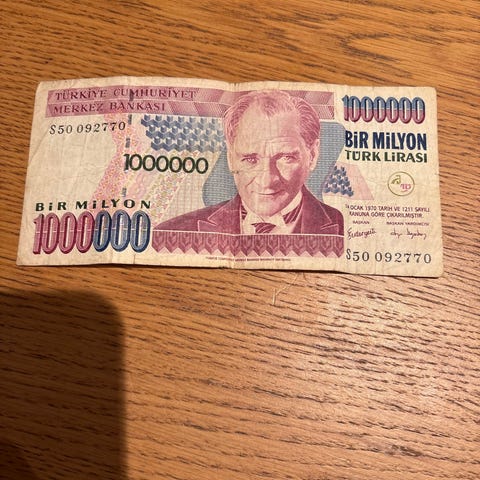 TÜRKİYE CUMHURİYET
MERKEZ BANKASI
S50 092770
1000000
BİR MİLYON
1000000
1000000
BİR MİLYON
TÜRK LİRASI
14 OCAK 1970 TARİH VE 1211 SAYILI
KANUNA GÖRE ÇIKARILMIŞTIR.
BAŞKAN BAŞKAN YARDIMCISI
S50 092770